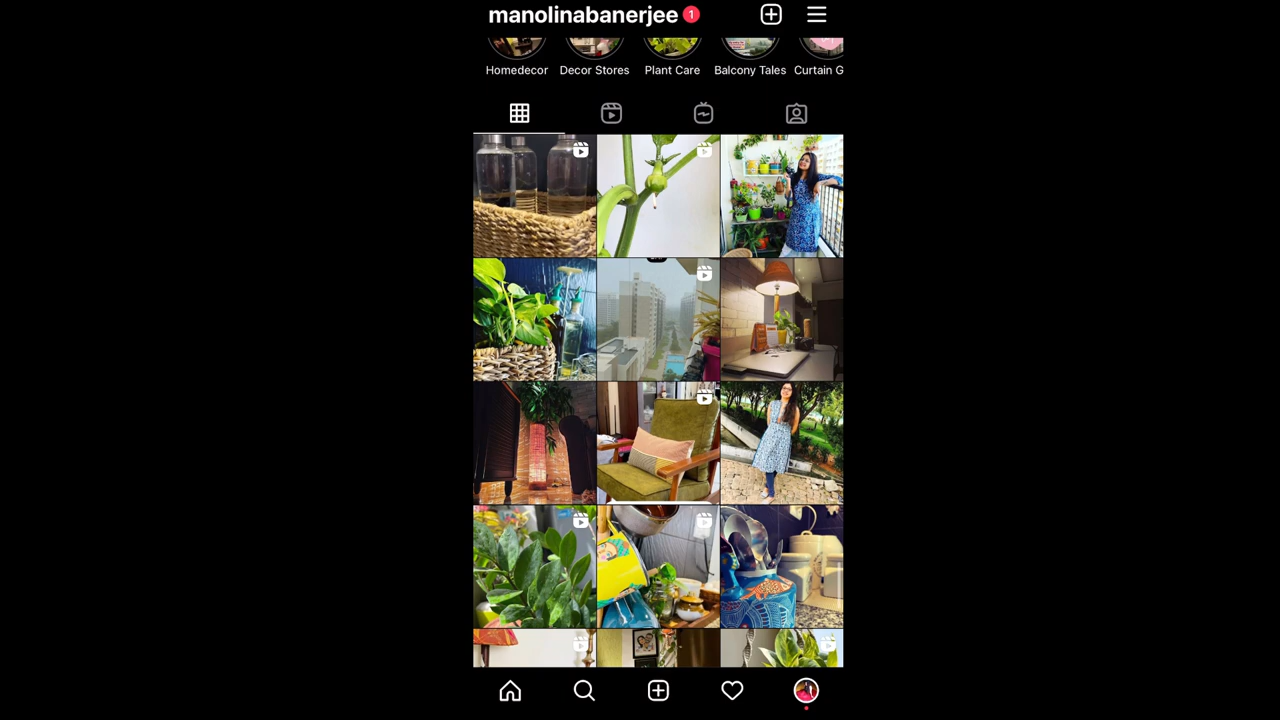 manolinabanerjee 1
Homedecor Decor Stores Plant Care Balcony Tales Curtain G